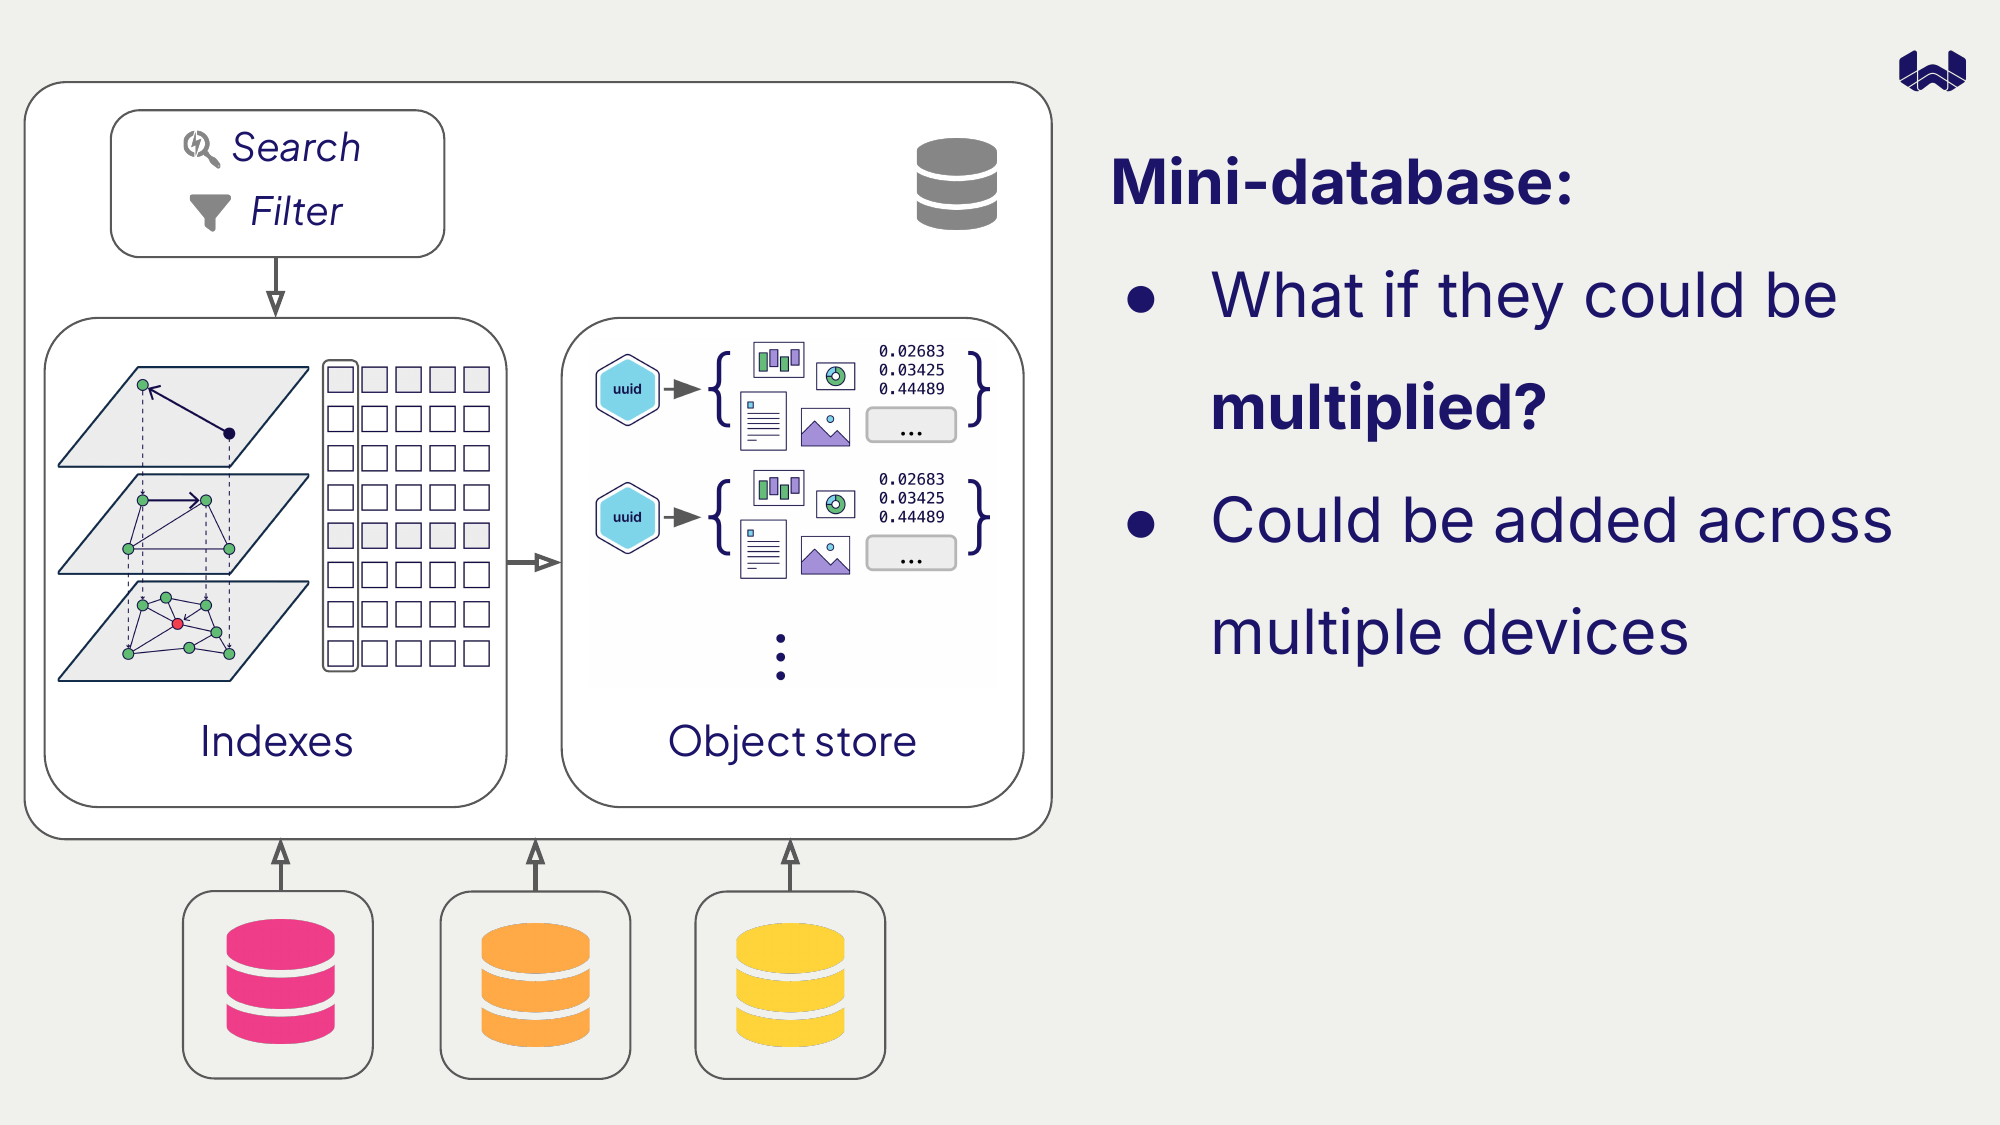 Search
Filter
Mini-database:
● What if they could be
multiplied?
● Could be added across
multiple devices
uuid
0.02683
0.03425
0.44489
...
uuid
0.02683
0.03425
0.44489
...
Indexes
Object store